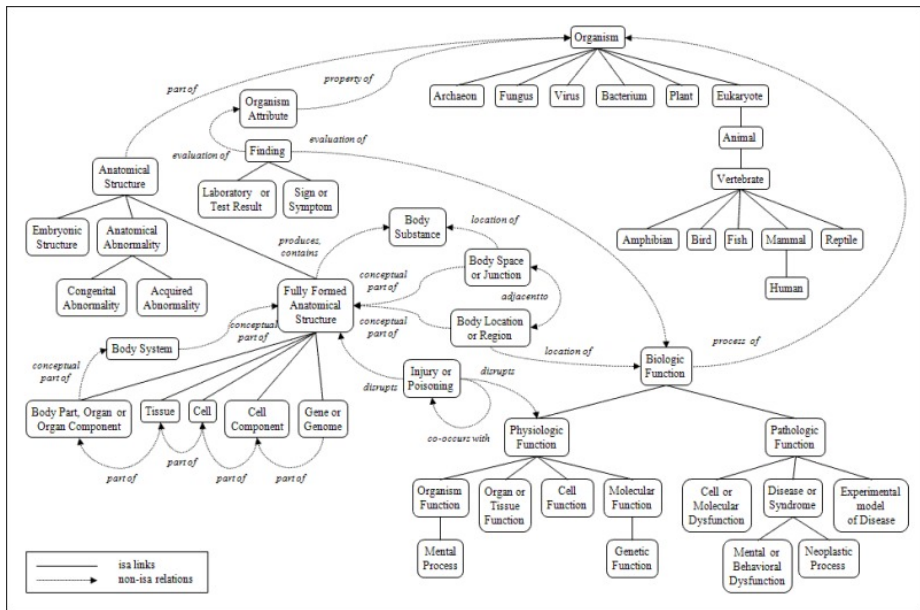 Organism
part of
property of
Archaeon
Fungus
Virus
Bacterium
Plant
Eukaryote
Organism
Attribute
Animal
evaluation of
Finding
evaluation of
Vertebrate
Anatomical
Structure
Laboratory or
Test Result
Sign or
Symptom
Embryonic
Structure
Anatomical
Abnormality
Body
Substance
location of
Amphibian
Bird
Fish
Mammal
Reptile
produces,
contains
Congenital
Abnormality
Acquired
Abnormality
Fully Formed
Anatomical
Structure
conceptual
part of
Body Space
or Junction
Human
adjacent to
conceptual
part of
Body Location
or Region
conceptual
part of
Body System
location of
process of
Biologic
Function
conceptual
part of
disrupts
Injury or
Poisoning
disrupts
Body Part, Organ or
Organ Component
Tissue
Cell
Cell
Component
Gene or
Genome
co-occurs with
Physiologic
Function
Pathologic
Function
part of
part of
part of
part of
Organism
Function
Organ or
Tissue
Function
Cell
Function
Molecular
Function
Cell or
Molecular
Dysfunction
Disease or
Syndrome
Experimental
model
of Disease
Mental
Process
Genetic
Function
Mental or
Behavioral
Dysfunction
Neoplastic
Process
isa links
non-isa relations